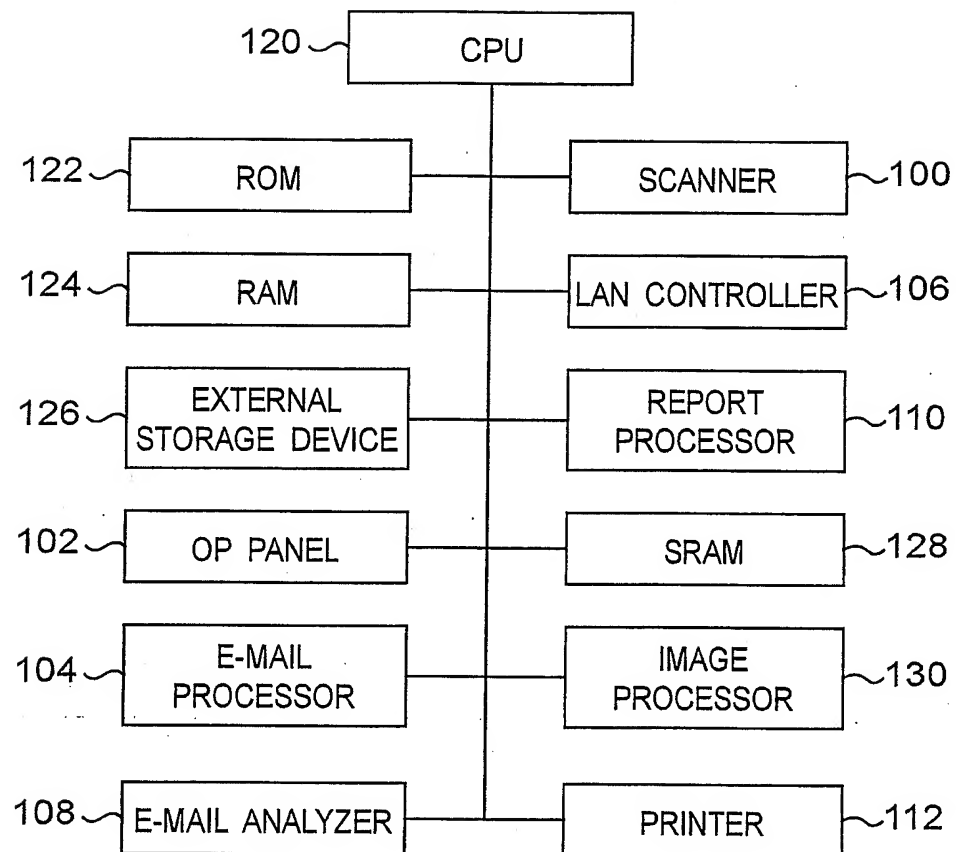 120 CPU
122 ROM SCANNER 100
124 RAM LAN CONTROLLER 106
126 EXTERNAL STORAGE DEVICE REPORT PROCESSOR 110
102 OP PANEL SRAM 128
104 E-MAIL PROCESSOR IMAGE PROCESSOR 130
108 E-MAIL ANALYZER PRINTER 112